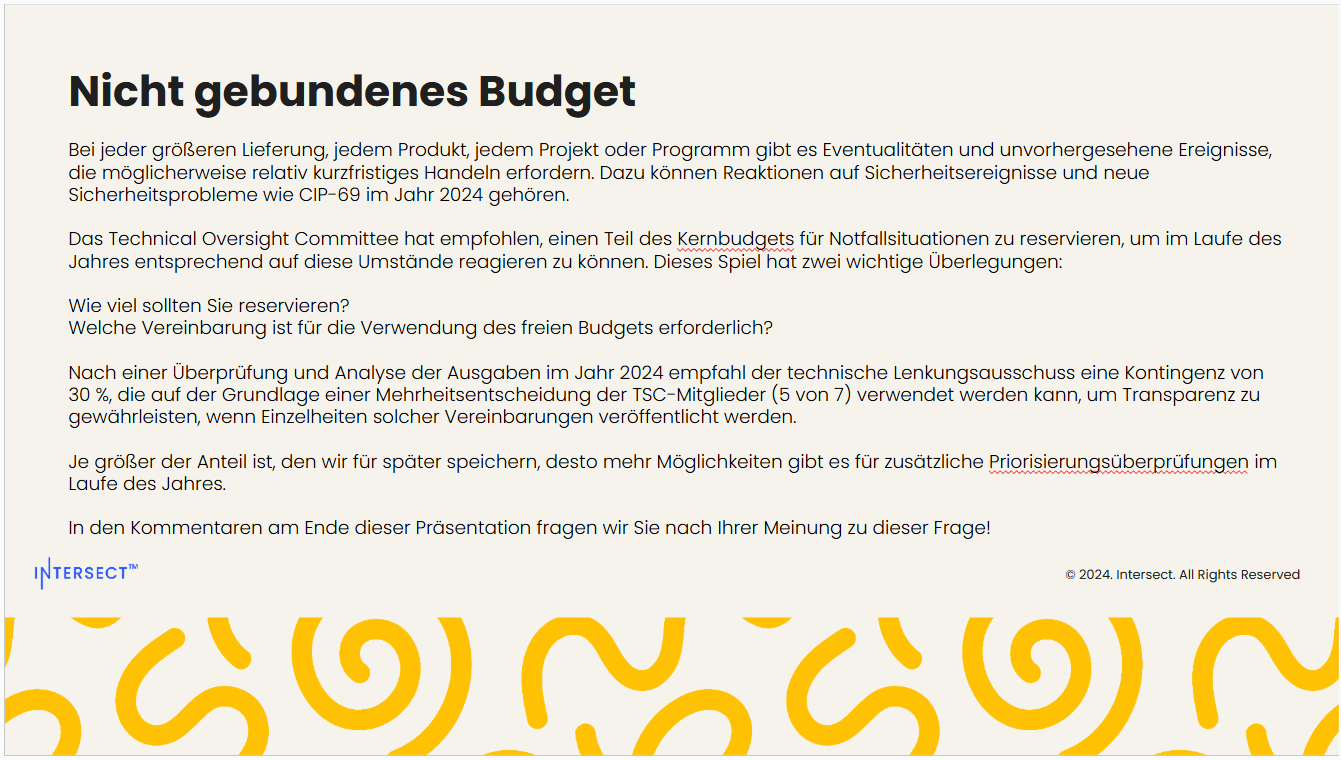 Nicht gebundenes Budget
Bei jeder größeren Lieferung, jedem Produkt, jedem Projekt oder Programm gibt es Eventualitäten und unvorhergesehene Ereignisse,
die möglicherweise relativ kurzfristiges Handeln erfordern. Dazu können Reaktionen auf Sicherheitsereignisse und neue
Sicherheitsprobleme wie CIP-69 im Jahr 2024 gehören.
Das Technical Oversight Committee hat empfohlen, einen Teil des Kernbudgets für Notfallsituationen zu reservieren, um im Laufe des
Jahres entsprechend auf diese Umstände reagieren zu können. Dieses Spiel hat zwei wichtige Überlegungen:
Wie viel sollten Sie reservieren?
Welche Vereinbarung ist für die Verwendung des freien Budgets erforderlich?
Nach einer Überprüfung und Analyse der Ausgaben im Jahr 2024 empfahl der technische Lenkungsausschuss eine Kontingenz von
30 %, die auf der Grundlage einer Mehrheitsentscheidung der TSC-Mitglieder (5 von 7) verwendet werden kann, um Transparenz zu
gewährleisten, wenn Einzelheiten solcher Vereinbarungen veröffentlicht werden.
Je größer der Anteil ist, den wir für später speichern, desto mehr Möglichkeiten gibt es für zusätzliche Priorisierungsüberprüfungen im
Laufe des Jahres.
In den Kommentaren am Ende dieser Präsentation fragen wir Sie nach Ihrer Meinung zu dieser Frage!
INTERSECT™
© 2024. Intersect. All Rights Reserved